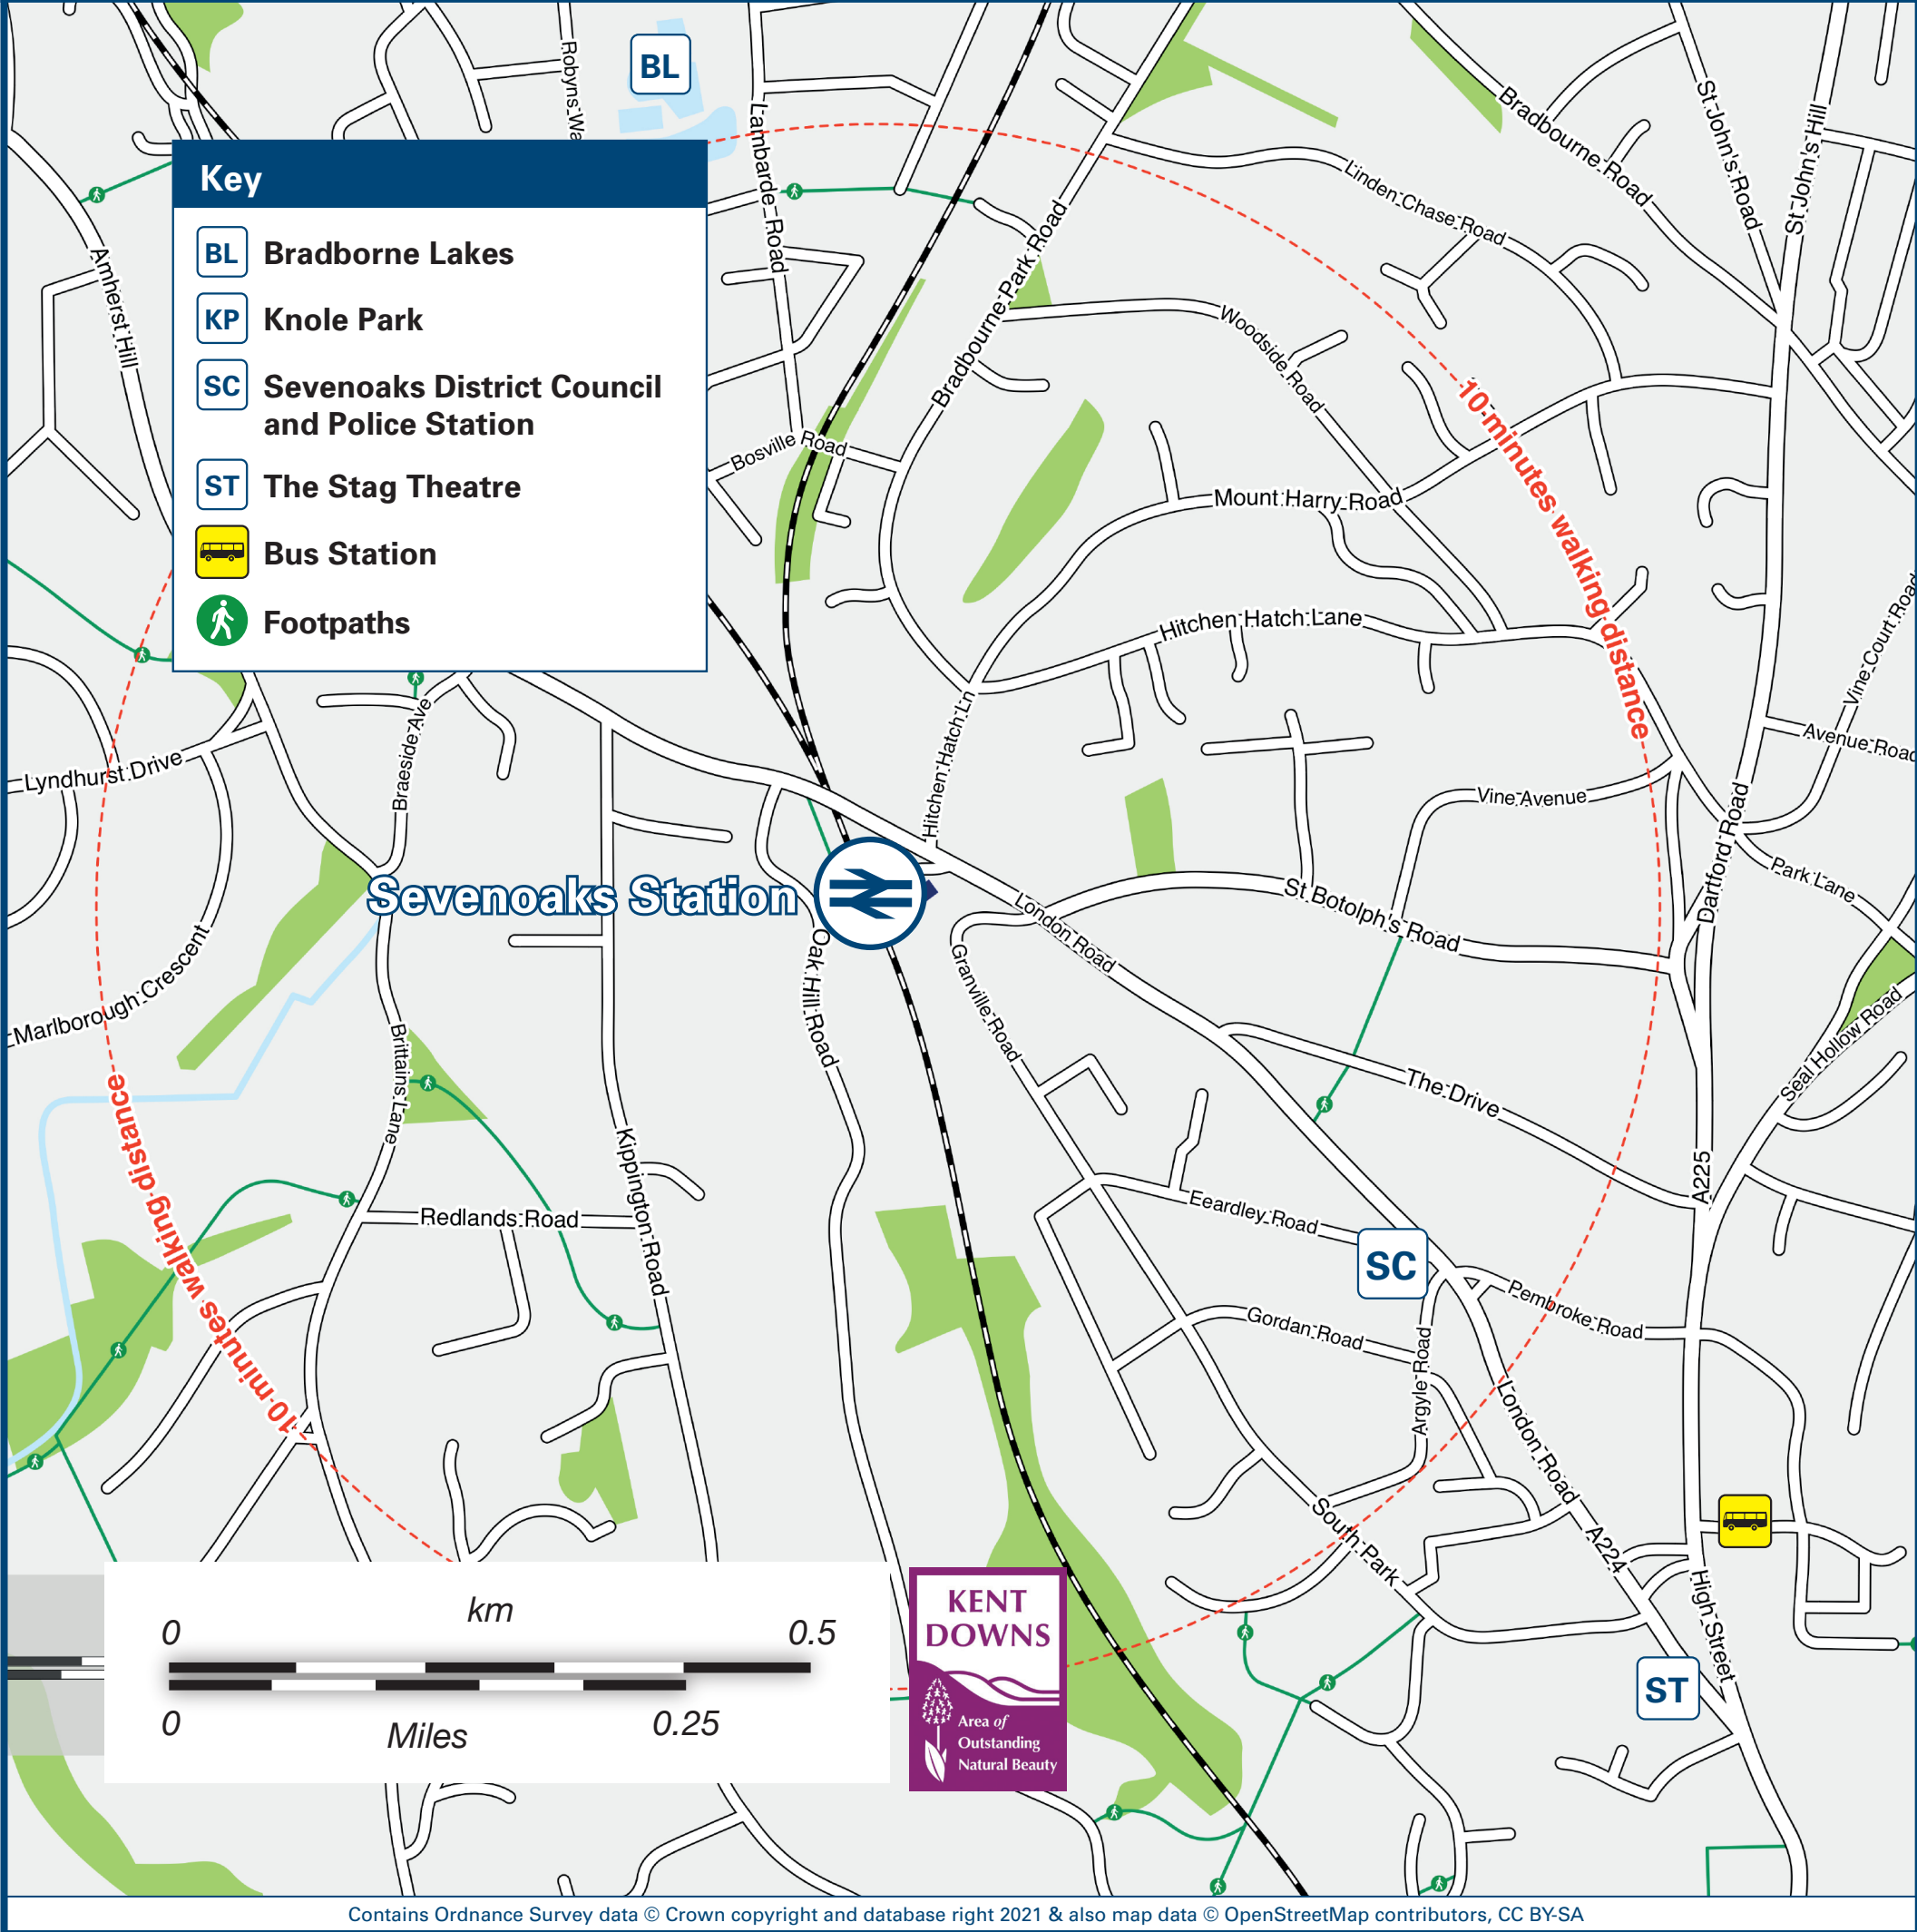 BL
Robyns Wa
Lambarde Road
Bradbourne Road
St John's Road
St John's Hill
Linden Chase Road
Key
BL Bradborne Lakes
KP Knole Park
SC Sevenoaks District Council
and Police Station
ST The Stag Theatre
Bus Station
Footpaths
Amherst Hill
Bradbourne Park Road
Woodside Road
10 minutes walking distance
Bosville Road
Mount Harry Road
Hitchen Hatch Lane
Vine Court Road
Avenue Road
Lyndhurst Drive
Braeside Ave
Hitchen Hatch Ln
Vine Avenue
Dartford Road
Park Lane
Sevenoaks Station
London Road
St Botolph's Road
Oak Hill Road
Granville Road
Marlborough Crescent
Seal Hollow Road
Brittains Lane
The Drive
10 minutes walking distance
Kippington Road
A225
Redlands Road
Eeardley Road
SC
Pembroke Road
Gordan Road
Argyle Road
London Road
South Park
A224
High Street
ST
km
0 0.5
0 0.25
Miles
KENT
DOWNS
Area of
Outstanding
Natural Beauty
Contains Ordnance Survey data © Crown copyright and database right 2021 & also map data © OpenStreetMap contributors, CC BY-SA